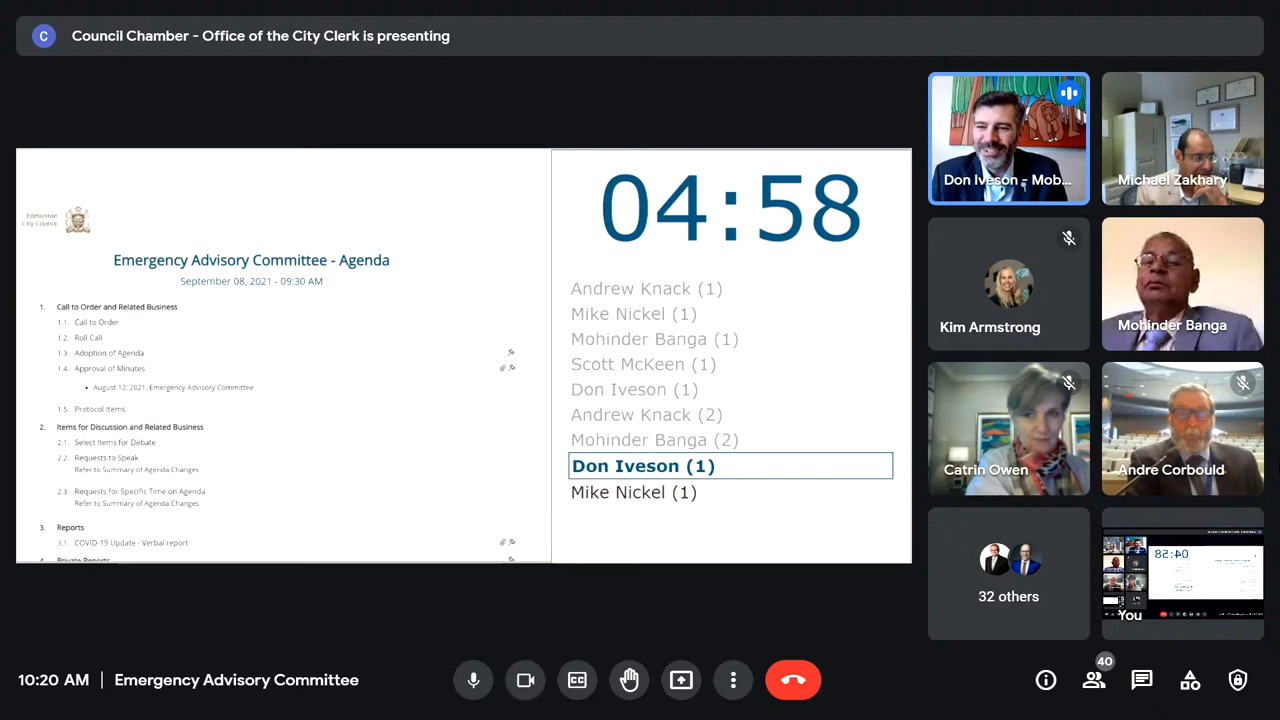 C
Council Chamber - Office of the City Clerk is presenting
Edmonton
City Council
Emergency Advisory Committee - Agenda
September 08, 2021 - 09:30 AM
1. Call to Order and Related Business
1.1. Call to Order
1.2. Roll Call
1.3. Adoption of Agenda
1.4. Approval of Minutes
• August 12, 2021, Emergency Advisory Committee
1.5. Protocol Items
2. Items for Discussion and Related Business
2.1. Select Items for Debate
2.2. Requests to Speak
Refer to Summary of Agenda Changes
2.3. Requests for Specific Time on Agenda
Refer to Summary of Agenda Changes
3. Reports
3.1. COVID-19 Update - Verbal report
4. Private Reports
04:58
Andrew Knack (1)
Mike Nickel (1)
Mohinder Banga (1)
Scott McKeen (1)
Don Iveson (1)
Andrew Knack (2)
Mohinder Banga (2)
Don Iveson (1)
Mike Nickel (1)
Don Iveson - Mob...
Michael Zakhary
Kim Armstrong
Mohinder Banga
Catrin Owen
Andre Corbould
32 others
04:58
You
10:20 AM | Emergency Advisory Committee
CC
40